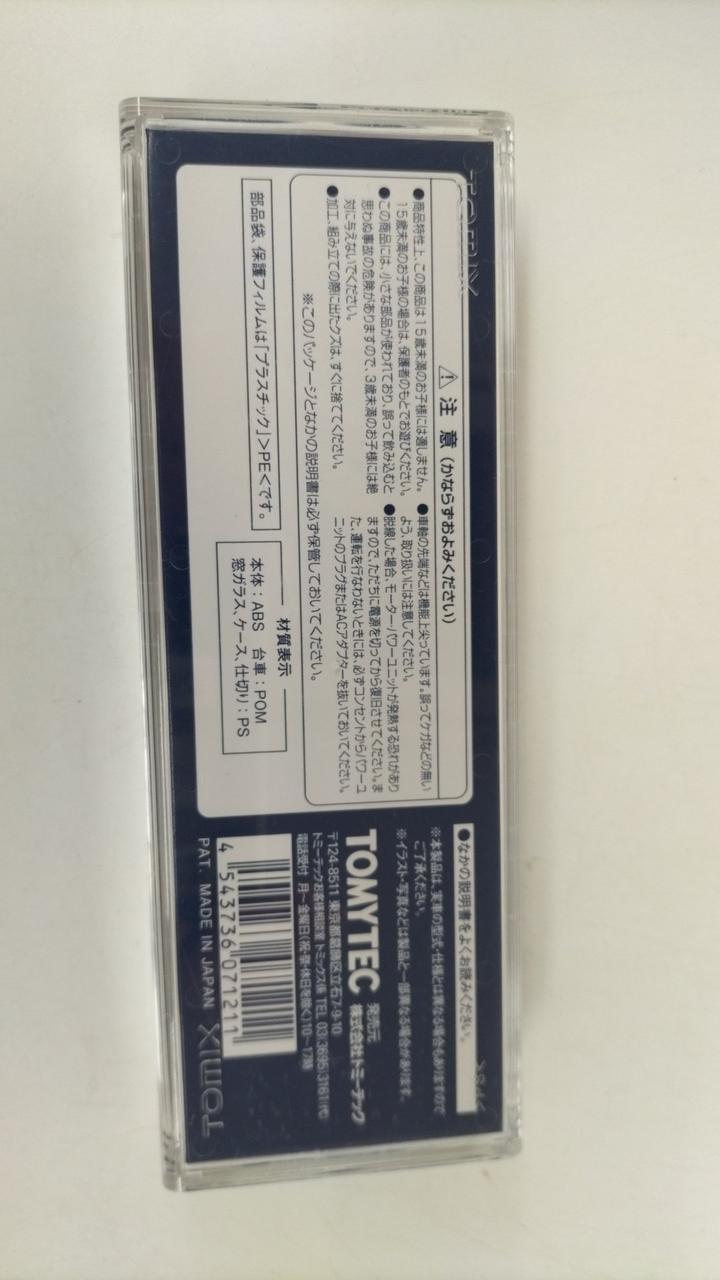 ⚠ 注 意 (かならずおよみください)
●商品特性上、この商品は15歳未満のお子様には適しません。
15歳未満のお子様の場合は、保護者のもとでお遊びください。
●この商品には、小さな部品が使われており、誤って飲み込むと
思わぬ事故の危険がありますので、3歳未満のお子様には絶
対に与えないでください。
●加工、組み立ての際に出たクズは、すぐに捨ててください。
●車軸の先端などは機能上尖っています。誤ってケガなどの無い
よう、取り扱いには注意してください。
●脱線した場合、モーター・パワーユニットが発熱する恐れがあり
ますので、ただちに電源を切ってから復旧させてください。ま
た、運転を行なわないときには、必ずコンセントからパワーユ
ニットのプラグまたはACアダプターを抜いておいてください。
※このパッケージとなかの説明書は必ず保管しておいてください。
部品袋、保護フィルムは「プラスチック」>PE<です。
材質表示
本体:ABS 台車:POM
窓ガラス、ケース、仕切り:PS
●なかの説明書をよくお読みください。
※本製品は、実車の型式・仕様とは異なる場合もありますので
ご了承ください。
※イラスト・写真などは製品と一部異なる場合があります。
TOMYTEC 発売元 株式会社トミーテック
〒124-8511 東京都葛飾区立石7-9-10
トミーテックお客様相談室 トミックス係 TEL 03(3695)3161(代)
電話受付 月〜金曜日(祝・祭・休日を除く)10〜17時
4 543736 071211
PAT. MADE IN JAPAN
TOMIX